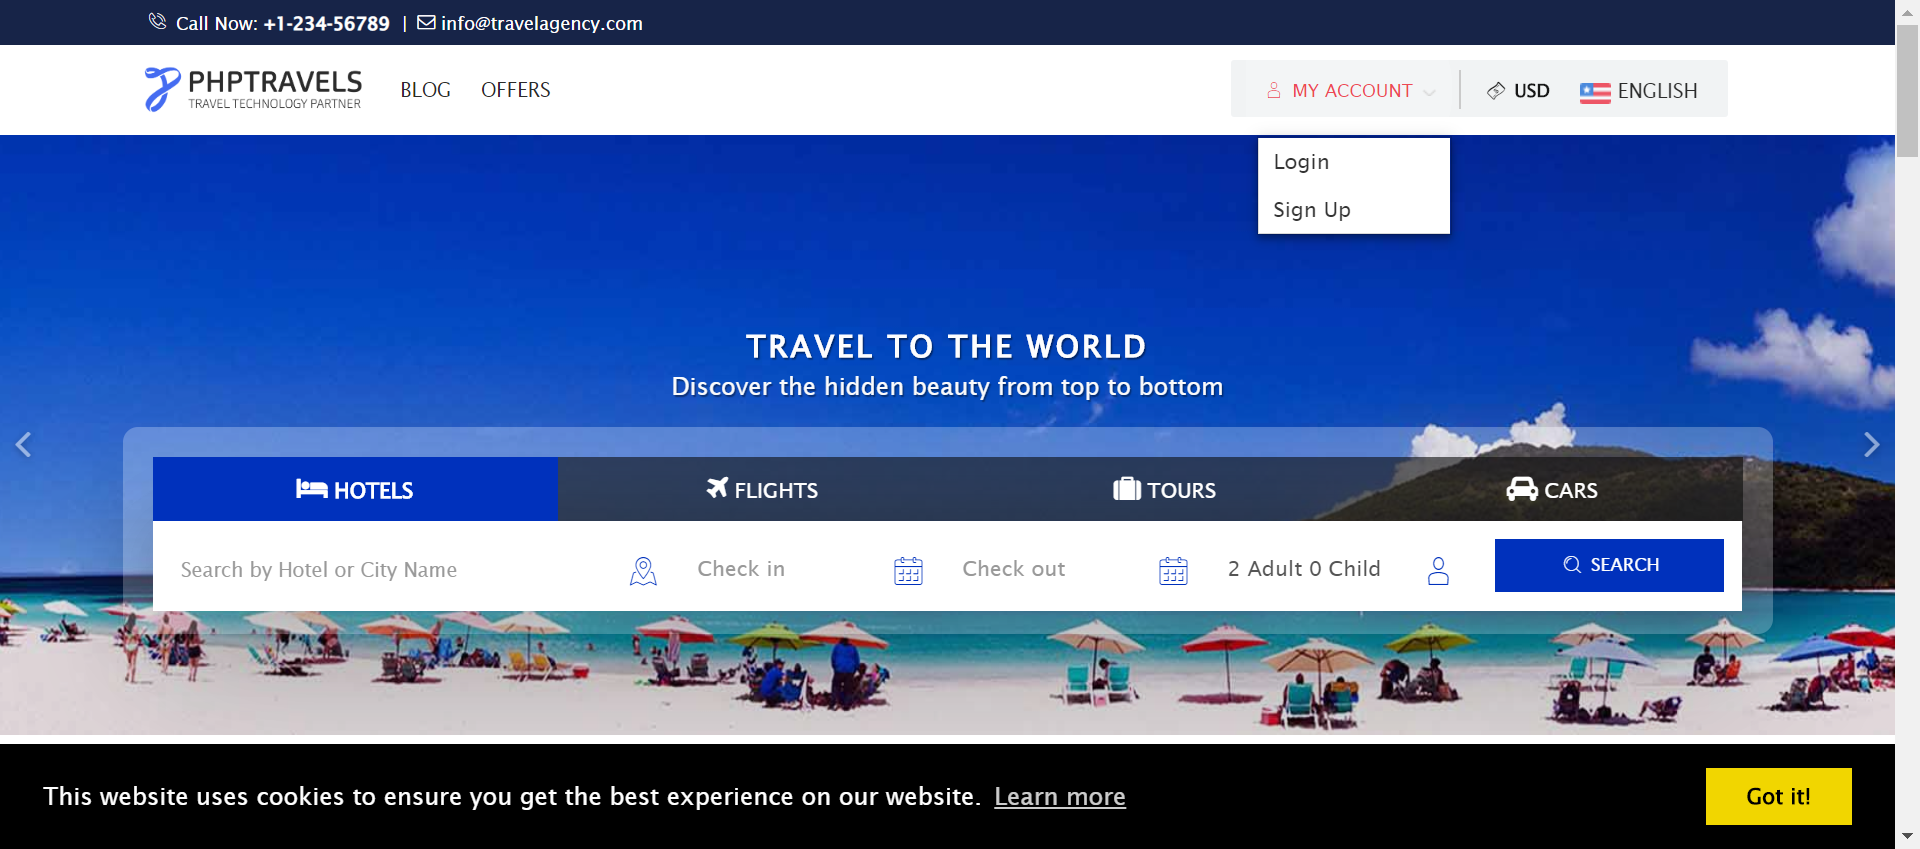 Call Now: +1-234-56789 | info@travelagency.com
PHPTRAVELS
TRAVEL TECHNOLOGY PARTNER
BLOG OFFERS
MY ACCOUNT USD ENGLISH
Login
Sign Up
TRAVEL TO THE WORLD
Discover the hidden beauty from top to bottom
HOTELS FLIGHTS TOURS CARS
Search by Hotel or City Name Check in Check out 2 Adult 0 Child SEARCH
This website uses cookies to ensure you get the best experience on our website. Learn more Got it!